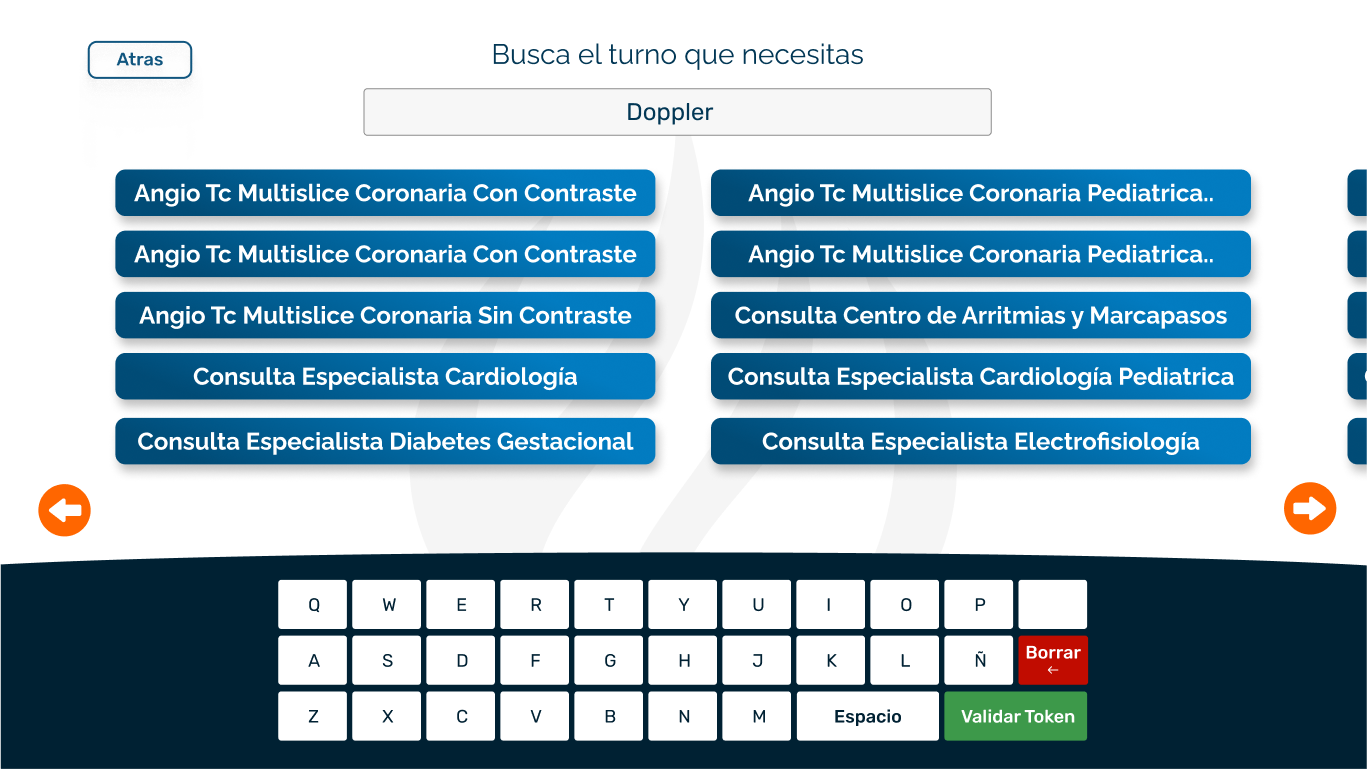 Atras
Busca el turno que necesitas
Doppler
Angio Tc Multislice Coronaria Con Contraste
Angio Tc Multislice Coronaria Pediatrica..
Angio Tc Multislice Coronaria Con Contraste
Angio Tc Multislice Coronaria Pediatrica..
Angio Tc Multislice Coronaria Sin Contraste
Consulta Centro de Arritmias y Marcapasos
Consulta Especialista Cardiología
Consulta Especialista Cardiología Pediatrica
Consulta Especialista Diabetes Gestacional
Consulta Especialista Electrofisiología
Q W E R T Y U I O P
A S D F G H J K L Ñ Borrar
←
Z X C V B N M Espacio Validar Token